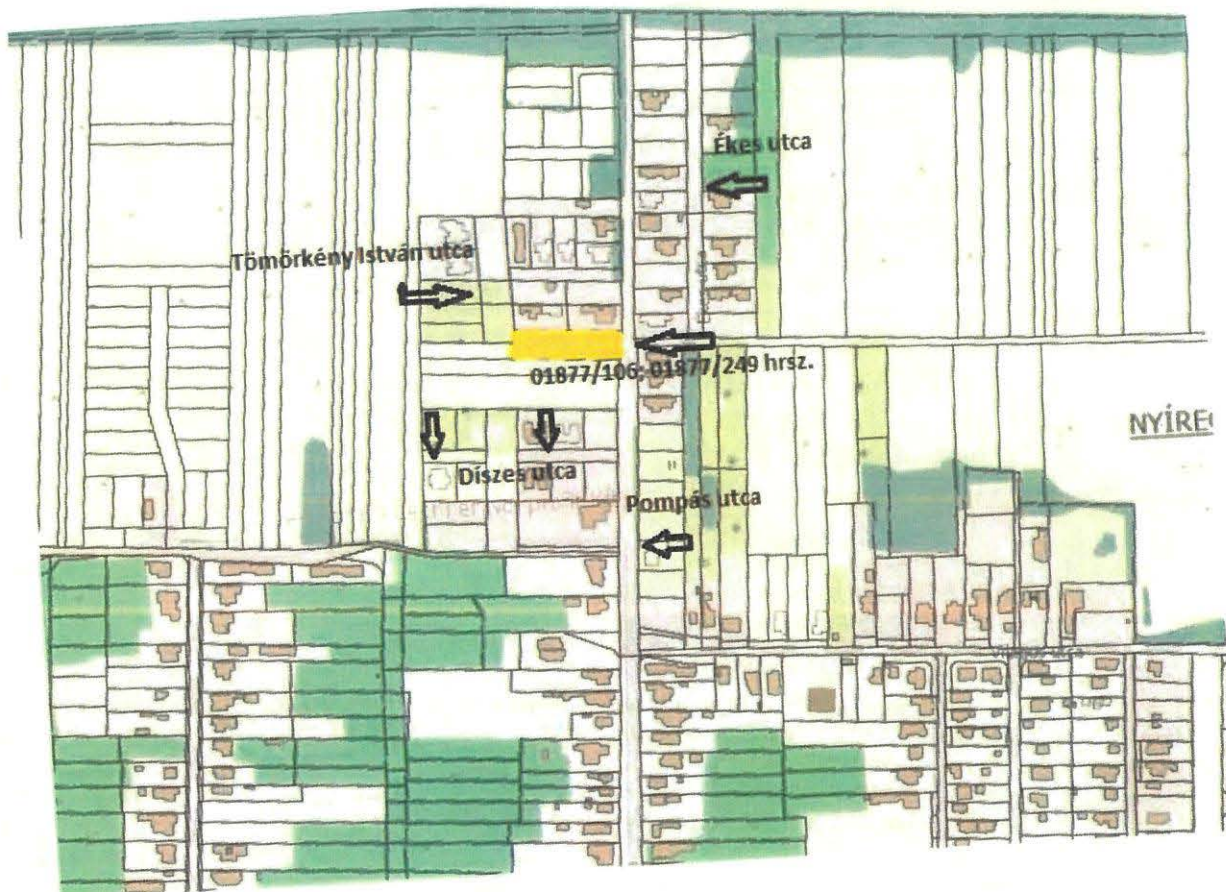 Ékes utca
Tömörkény István utca
01877/106; 01877/249 hrsz.
NYÍRE
Díszes utca
Pompás utca